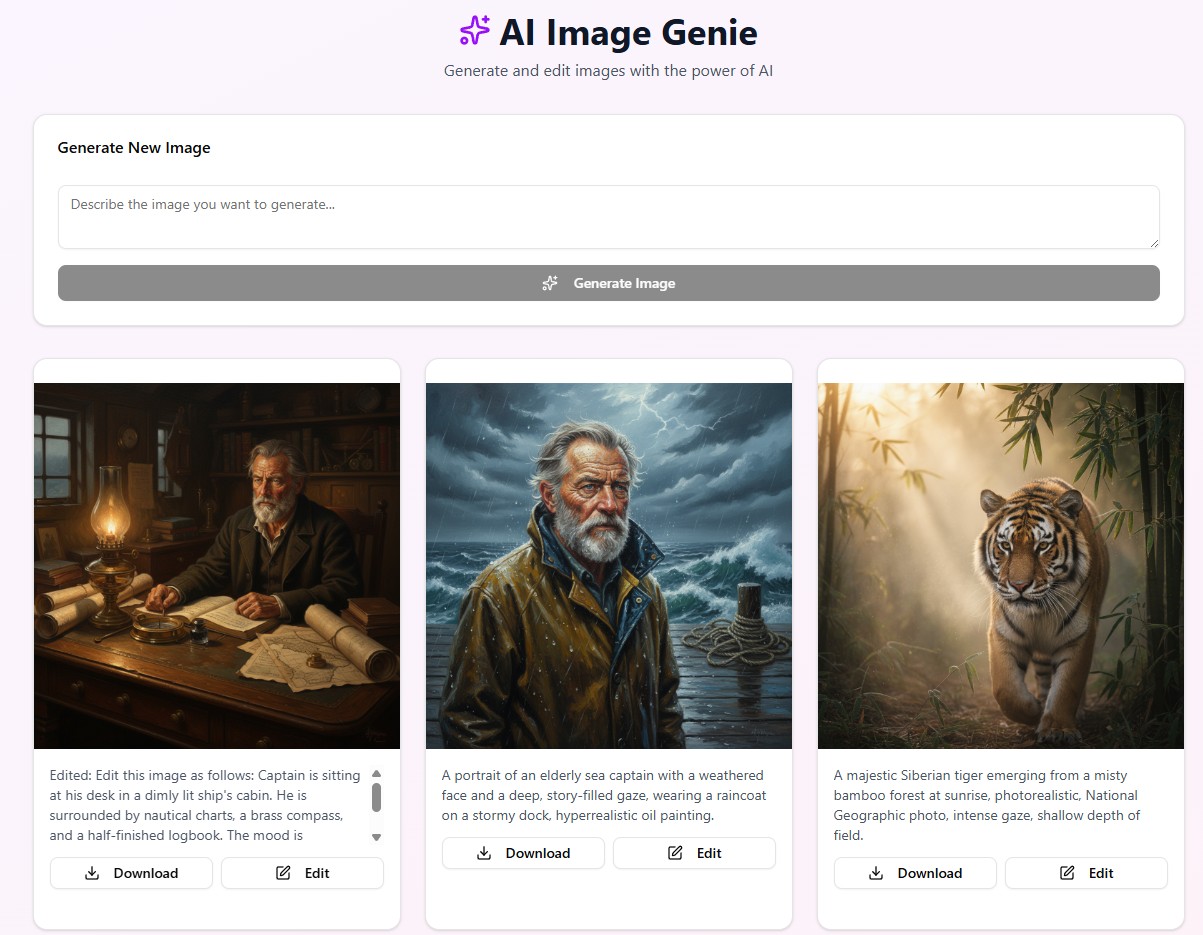 AI Image Genie
Generate and edit images with the power of AI
Generate New Image
Describe the image you want to generate...
Generate Image
Edited: Edit this image as follows: Captain is sitting
at his desk in a dimly lit ship's cabin. He is
surrounded by nautical charts, a brass compass,
and a half-finished logbook. The mood is
Download
Edit
A portrait of an elderly sea captain with a weathered
face and a deep, story-filled gaze, wearing a raincoat
on a stormy dock, hyperrealistic oil painting.
Download
Edit
A majestic Siberian tiger emerging from a misty
bamboo forest at sunrise, photorealistic, National
Geographic photo, intense gaze, shallow depth of
field.
Download
Edit